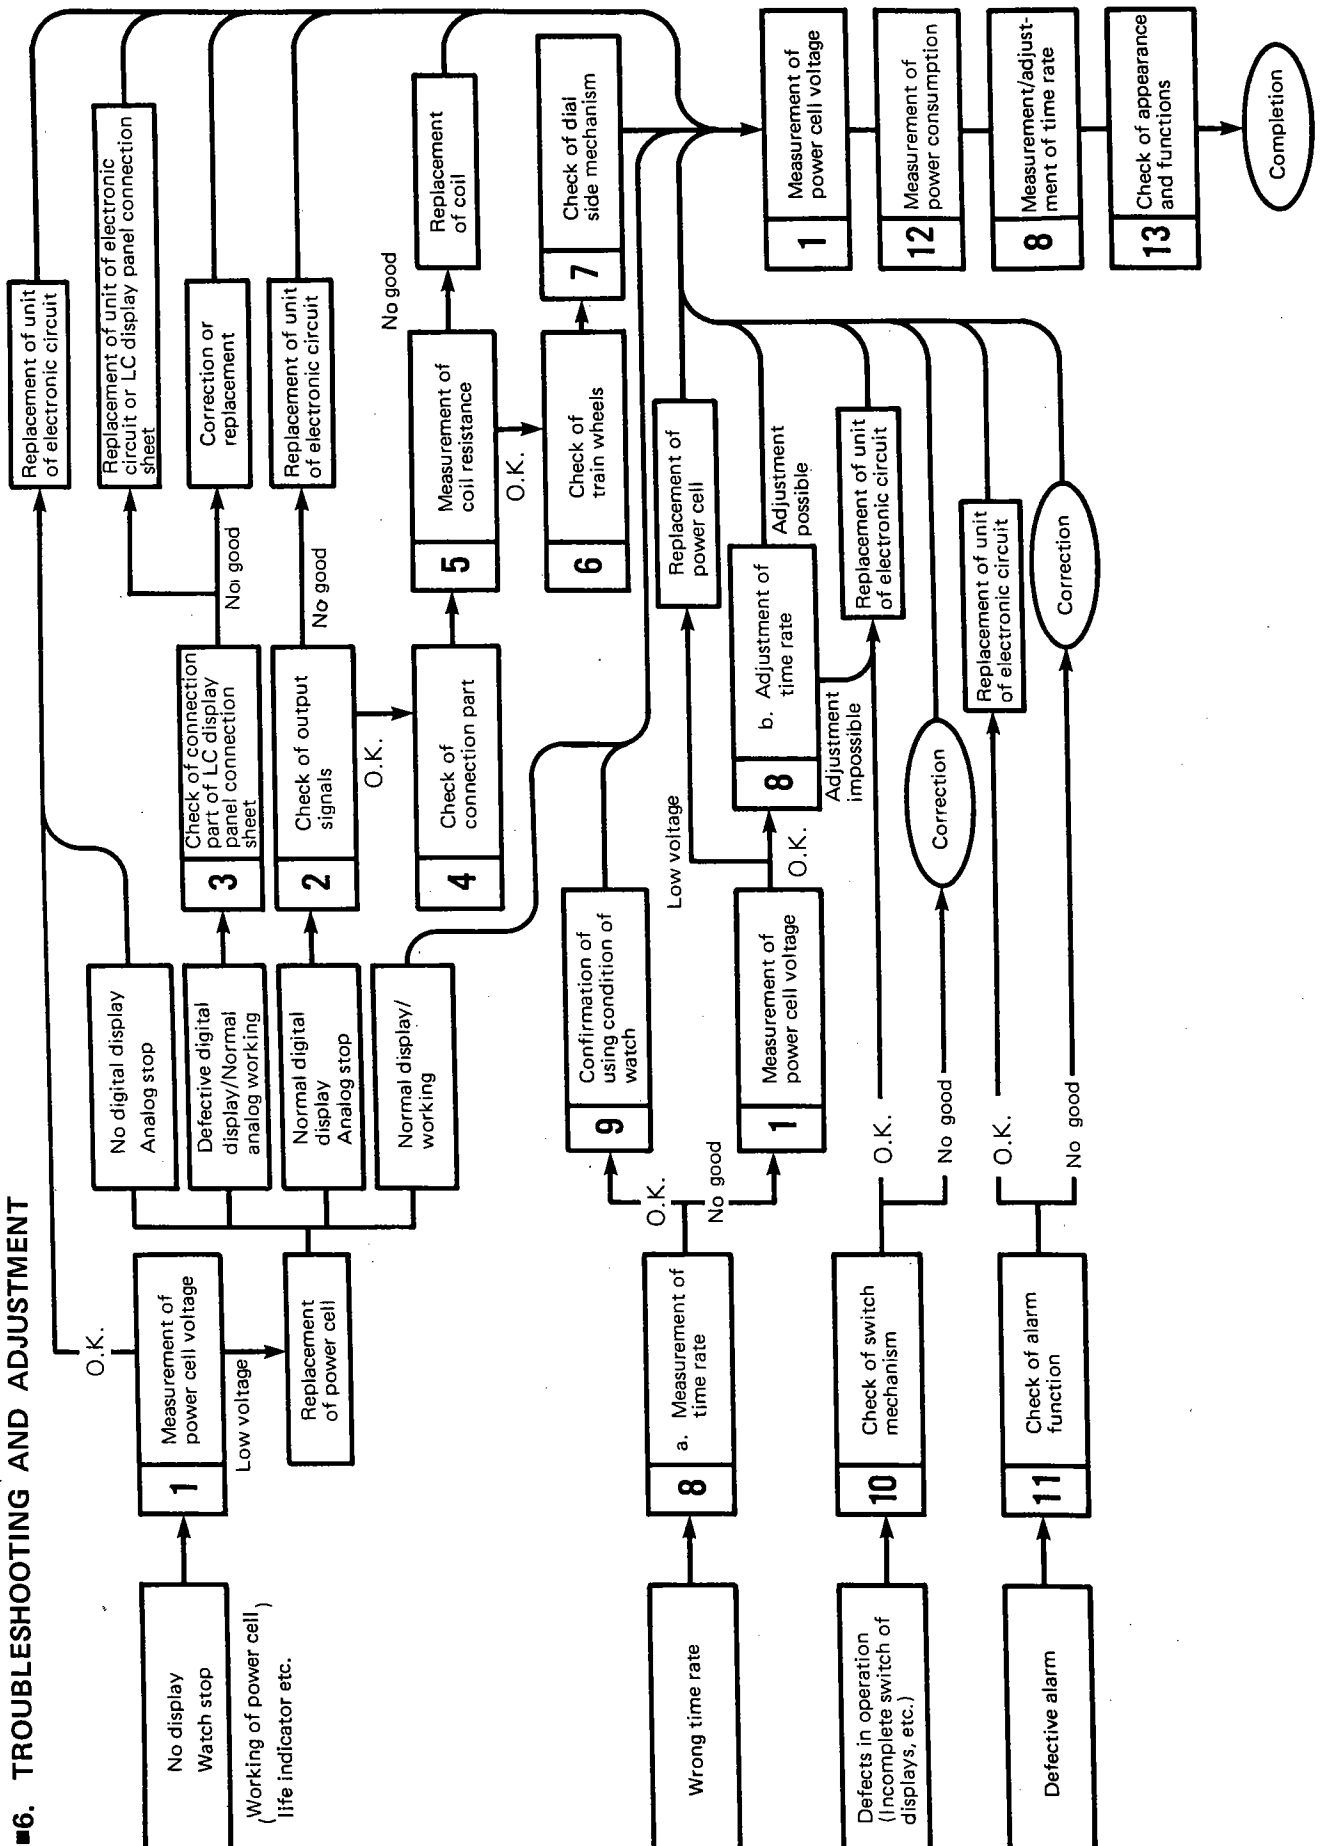 ■6. TROUBLESHOOTING AND ADJUSTMENT
No display
Watch stop
(Working of power cell
life indicator etc.)
1
Measurement of
power cell voltage
O.K.
Low voltage
Replacement
of power cell
No digital display
Analog stop
Defective digital
display/Normal
analog working
Normal digital
display
Analog stop
Normal display/
working
3
Check of connection
part of LC display
panel connection
sheet
2
Check of output
signals
O.K.
4
Check of
connection part
No good
No good
Replacement of unit
of electronic circuit
Replacement of unit of electronic
circuit or LC display panel connection
sheet
Correction or
replacement
Replacement of unit
of electronic circuit
5
Measurement of
coil resistance
No good
Replacement
of coil
O.K.
6
Check of
train wheels
7
Check of dial
side mechanism
Wrong time rate
8
a. Measurement of
time rate
O.K.
No good
9
Confirmation of
using condition of
watch
1
Measurement of
power cell voltage
Low voltage
O.K.
Replacement of
power cell
8
b. Adjustment of
time rate
Adjustment
possible
Adjustment
impossible
Replacement of unit
of electronic circuit
Defects in operation
(Incomplete switch of
displays, etc.)
10
Check of switch
mechanism
O.K.
No good
Correction
Defective alarm
11
Check of alarm
function
O.K.
No good
Replacement of unit
of electronic circuit
Correction
1
Measurement of
power cell voltage
12
Measurement of
power consumption
8
Measurement/adjust-
ment of time rate
13
Check of appearance
and functions
Completion